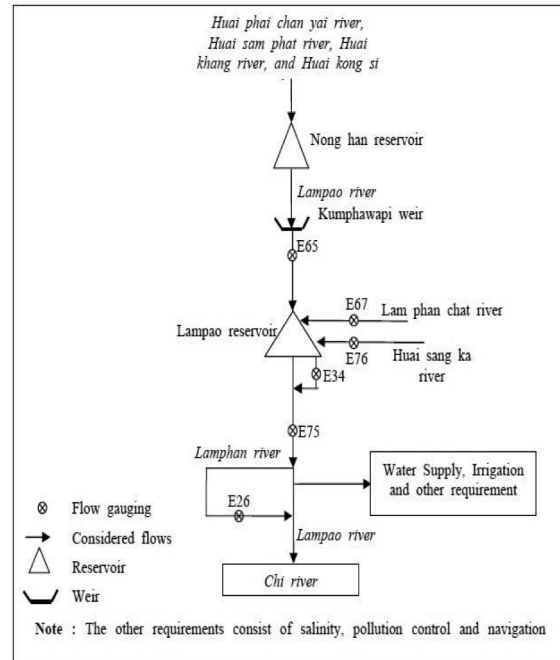 Huai phai chan yai river,
Huai sam phat river, Huai
khang river, and Huai kong si
Nong han reservoir
Lampao river
Kumphawapi weir
E65
E67
Lam phan chat river
Lampao reservoir
E76
Huai sang ka
river
E34
E75
Lamphan river
Water Supply, Irrigation
and other requirement
E26
Lampao river
Chi river
Flow gauging
Considered flows
Reservoir
Weir
Note : The other requirements consist of salinity, pollution control and navigation